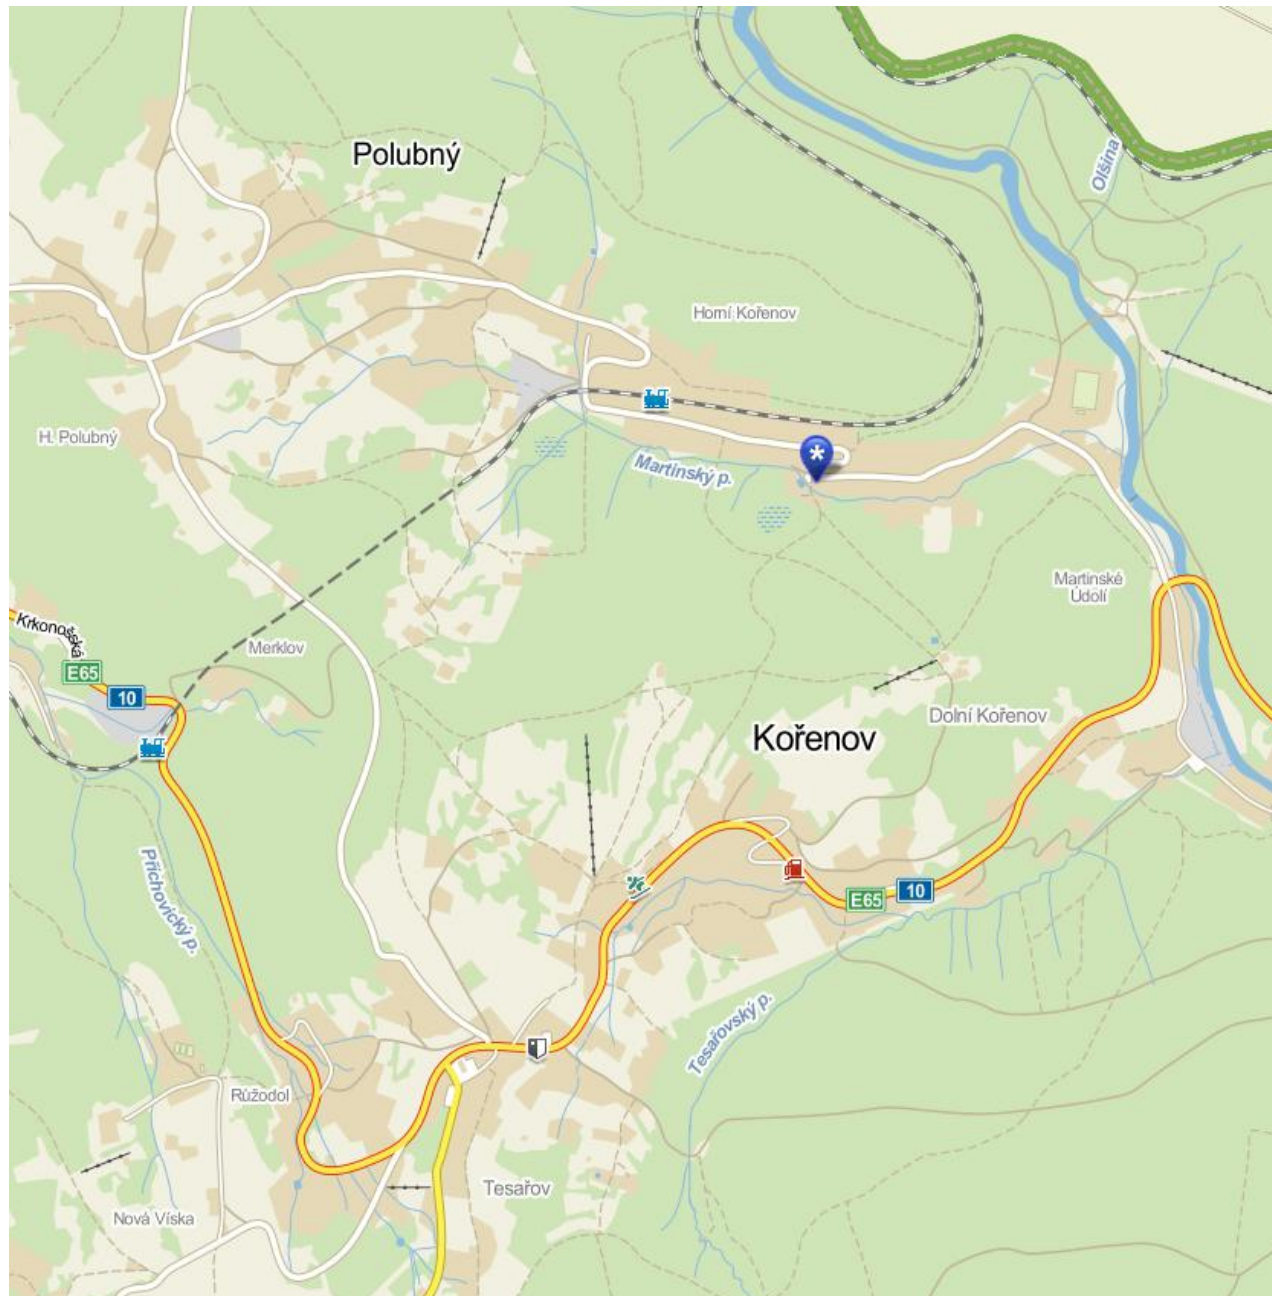 Olšina
Polubný
Horní Kořenov
H. Polubný
Martinský p.
Martinské
Údolí
Krkonošská
E65
10
Merklov
Dolní Kořenov
Kořenov
Příchovický p.
E65
10
Tesařovský p.
Růžodol
Tesařov
Nová Víska